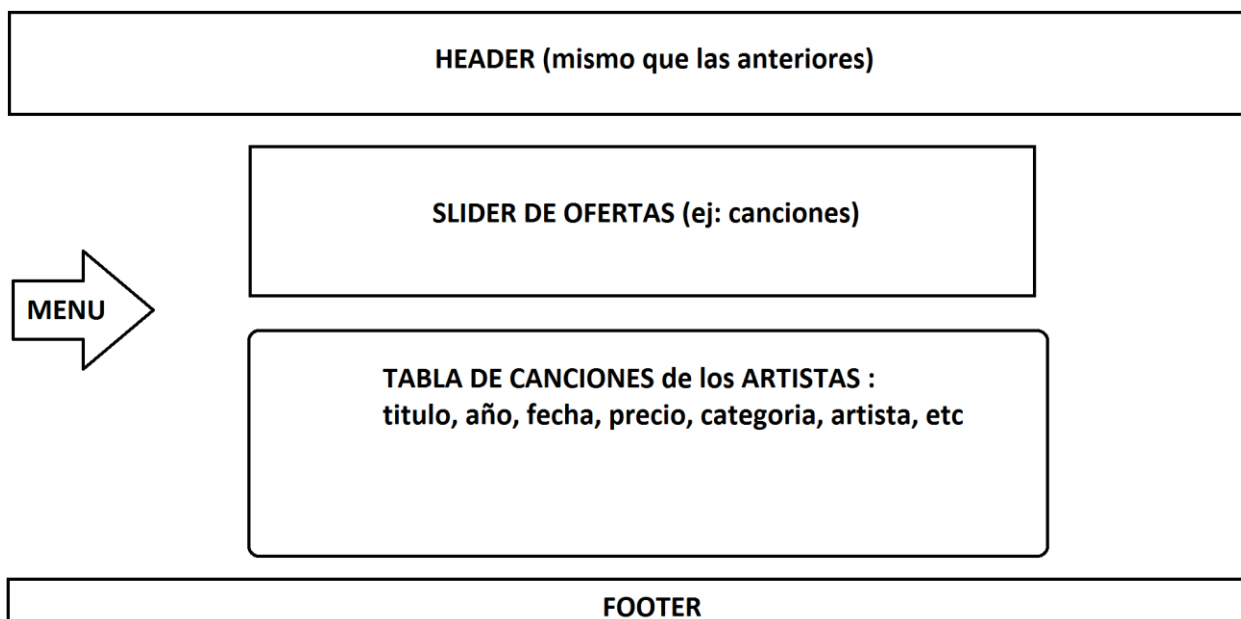 HEADER (mismo que las anteriores)
SLIDER DE OFERTAS (ej: canciones)
MENU
TABLA DE CANCIONES de los ARTISTAS :
titulo, año, fecha, precio, categoria, artista, etc
FOOTER